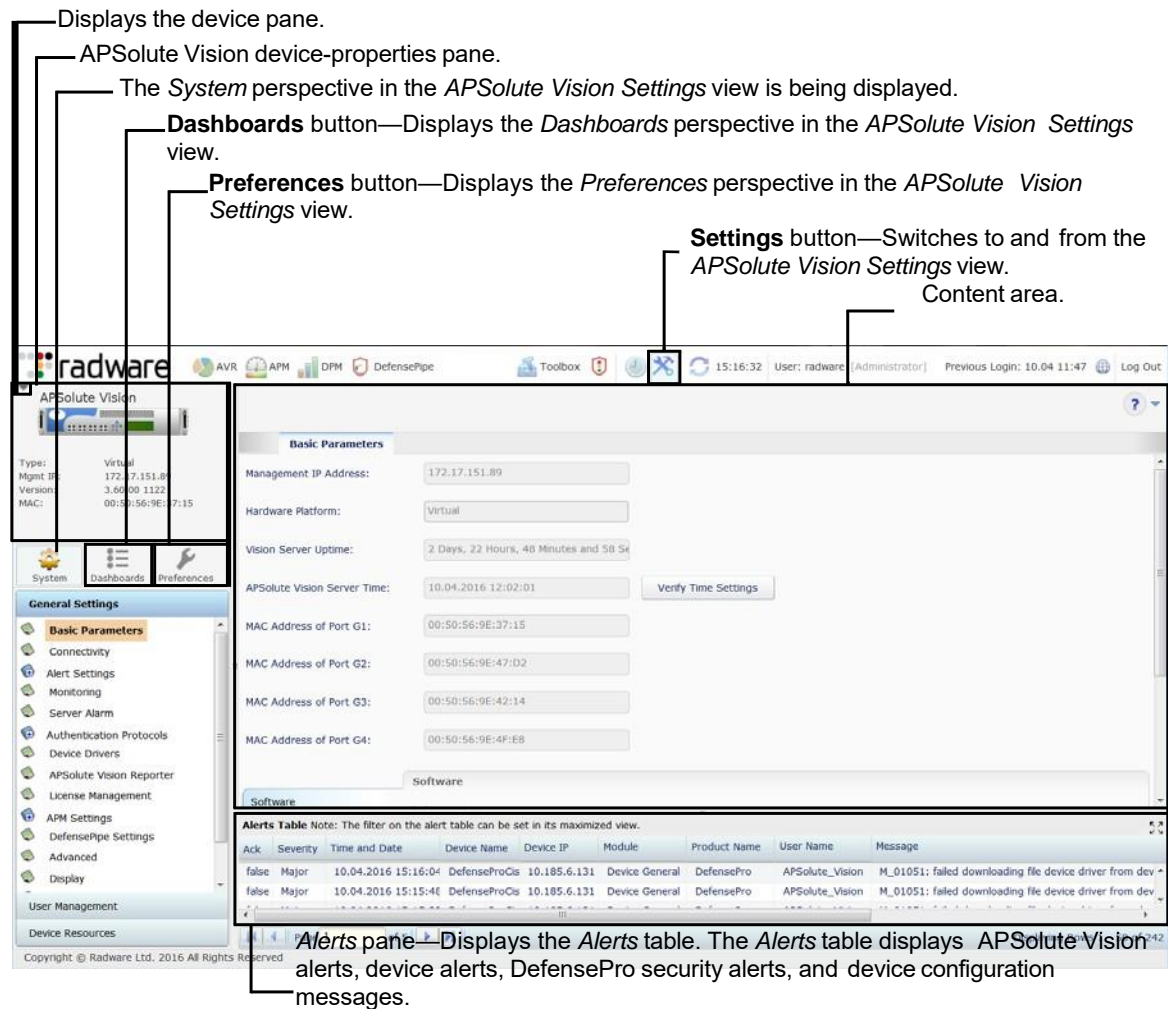 Displays the device pane.
APSolute Vision device-properties pane.
The System perspective in the APSolute Vision Settings view is being displayed.
Dashboards button—Displays the Dashboards perspective in the APSolute Vision Settings
view.
Preferences button—Displays the Preferences perspective in the APSolute Vision
Settings view.
Settings button—Switches to and from the
APSolute Vision Settings view.
Content area.
radware AVR APM DPM DefensePipe Toolbox 15:16:32 User: radware [Administrator] Previous Login: 10.04 11:47 Log Out
APSolute Vision
?
Type: Virtual
Mgmt IP: 172.17.151.89
Version: 3.60.00 1122
MAC: 00:50:56:9E:37:15
System Dashboards Preferences
General Settings
Basic Parameters
Connectivity
Alert Settings
Monitoring
Server Alarm
Authentication Protocols
Device Drivers
APSolute Vision Reporter
License Management
APM Settings
DefensePipe Settings
Advanced
Display
User Management
Device Resources
Basic Parameters
Management IP Address: 172.17.151.89
Hardware Platform: Virtual
Vision Server Uptime: 2 Days, 22 Hours, 48 Minutes and 58 Se
APSolute Vision Server Time: 10.04.2016 12:02:01 Verify Time Settings
MAC Address of Port G1: 00:50:56:9E:37:15
MAC Address of Port G2: 00:50:56:9E:47:D2
MAC Address of Port G3: 00:50:56:9E:42:14
MAC Address of Port G4: 00:50:56:9E:4F:E8
Software
Software
Alerts Table Note: The filter on the alert table can be set in its maximized view.
Ack Severity Time and Date Device Name Device IP Module Product Name User Name Message
false Major 10.04.2016 15:16:04 DefenseProCis 10.185.6.131 Device General DefensePro APSolute_Vision M_01051: failed downloading file device driver from dev
false Major 10.04.2016 15:15:48 DefenseProCis 10.185.6.131 Device General DefensePro APSolute_Vision M_01051: failed downloading file device driver from dev
242
Copyright © Radware Ltd. 2016 All Rights Reserved
Alerts pane—Displays the Alerts table. The Alerts table displays APSolute Vision
alerts, device alerts, DefensePro security alerts, and device configuration
messages.